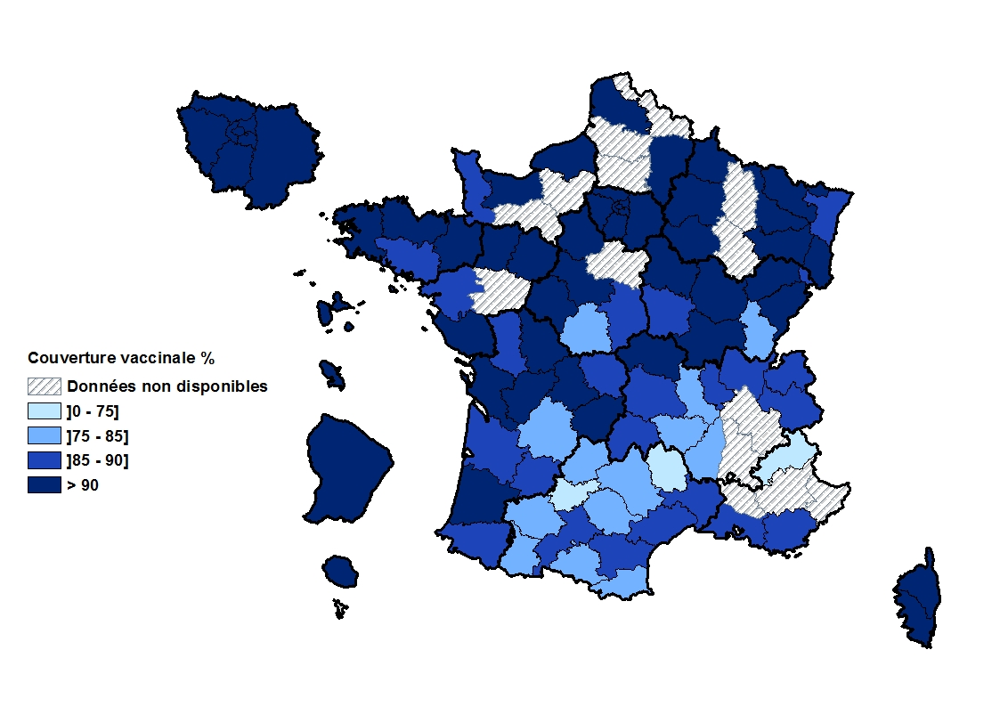 Couverture vaccinale %
Données non disponibles
]0 - 75]
]75 - 85]
]85 - 90]
> 90